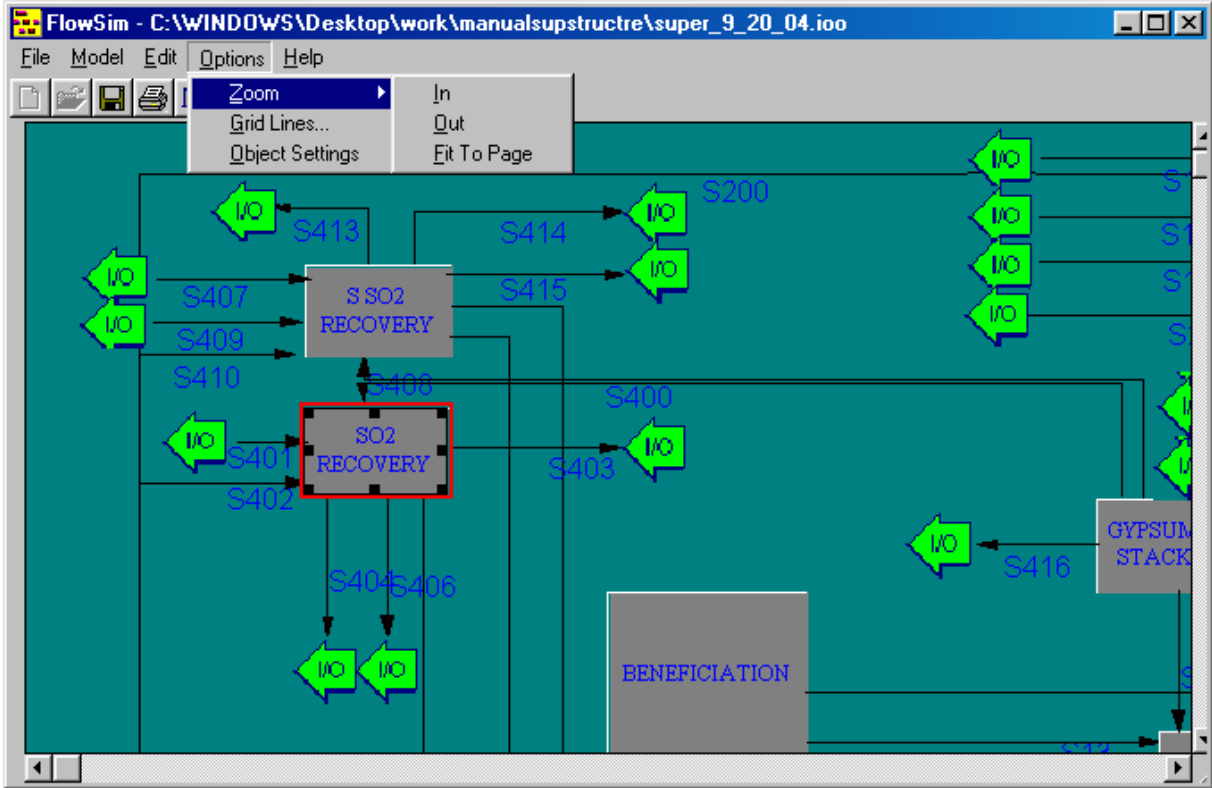 FlowSim - C:\WINDOWS\Desktop\work\manualsupstructre\super_9_20_04.ioo
File Model Edit Options Help
Zoom
In
Grid Lines...
Out
Object Settings
Fit To Page
I/O
I/O
S200
I/O
S413
S414
I/O
I/O
I/O
I/O
S407
S SO2
RECOVERY
S415
I/O
I/O
S409
S410
S408
S400
I/O
S401
SO2
RECOVERY
S403
I/O
S402
I/O
S416
GYPSUM
STACK
S404
S406
I/O
I/O
BENEFICIATION